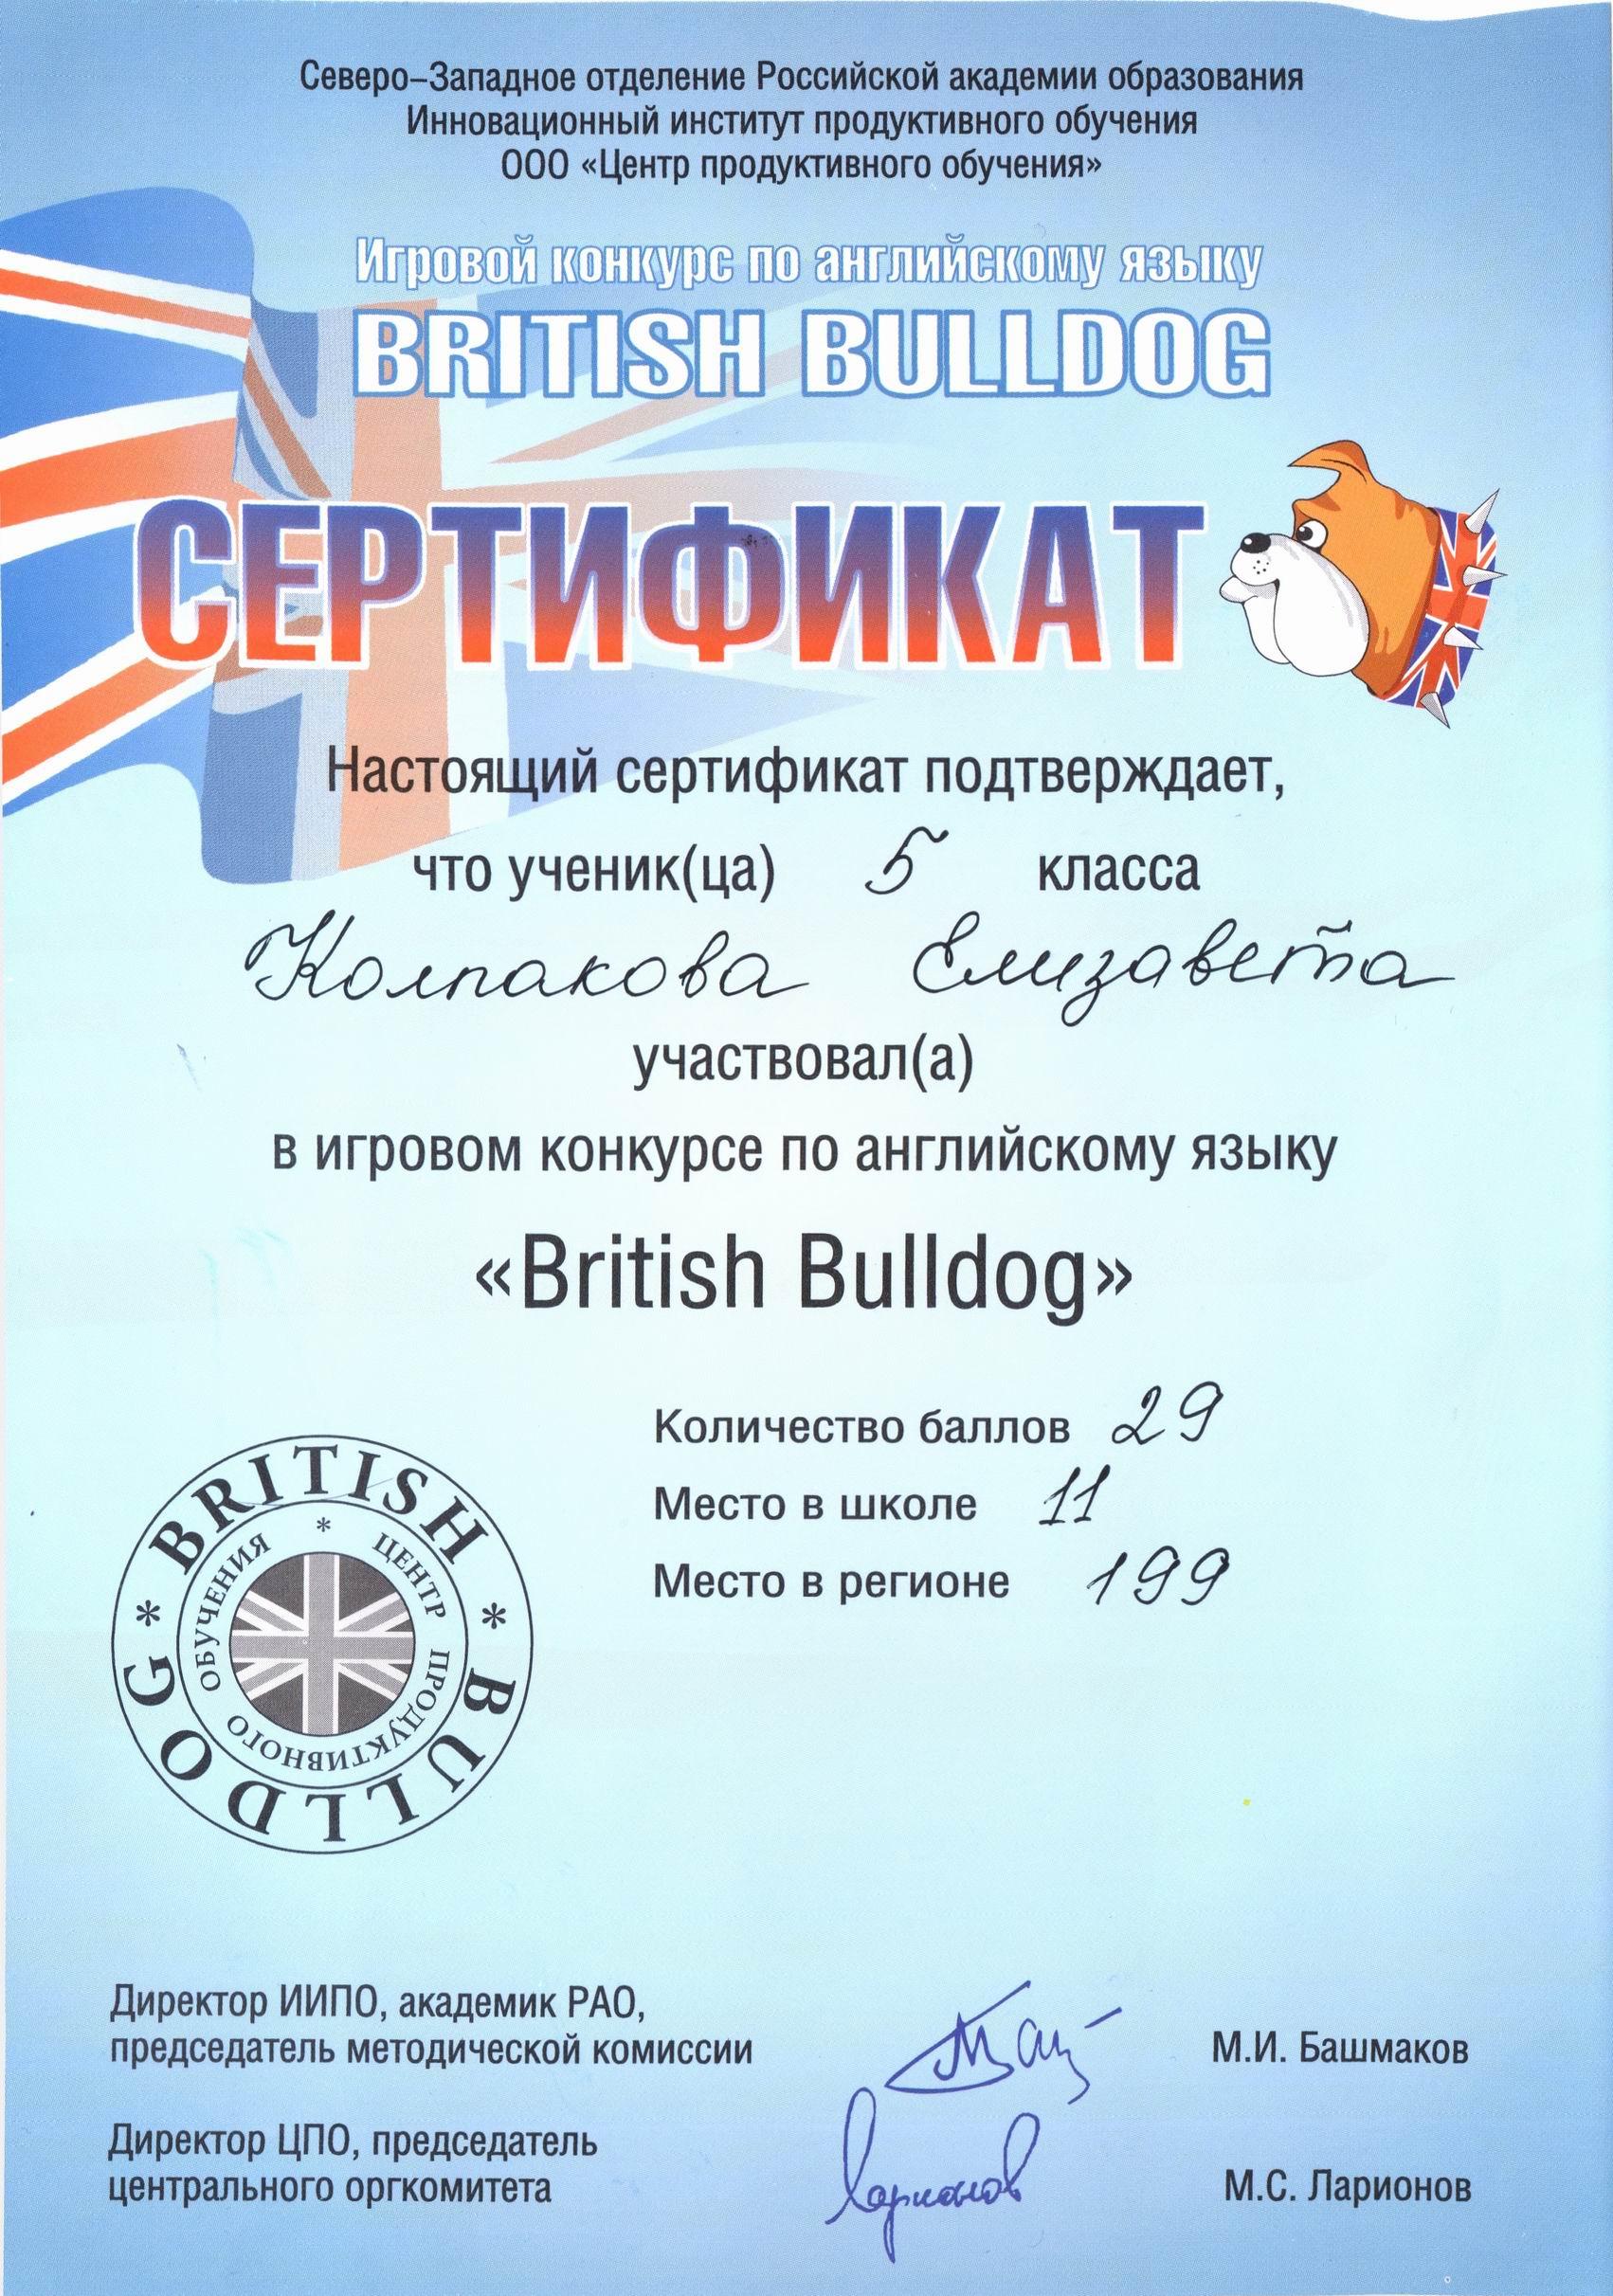 Северо–Западное отделение Российской академии образования
Инновационный институт продуктивного обучения
ООО «Центр продуктивного обучения»
Игровой конкурс по английскому языку
BRITISH BULLDOG
СЕРТИФИКАТ
Настоящий сертификат подтверждает,
что ученик(ца) 5 класса
Колпакова Елизавета
участвовал(а)
в игровом конкурсе по английскому языку
«British Bulldog»
Количество баллов 29
Место в школе 11
Место в регионе 199
BRITISH * BULLDOG *
* ЦЕНТР ПРОДУКТИВНОГО ОБУЧЕНИЯ
Директор ИИПО, академик РАО,
председатель методической комиссии М.И. Башмаков
Директор ЦПО, председатель
центрального оргкомитета Ларионов М.С. Ларионов